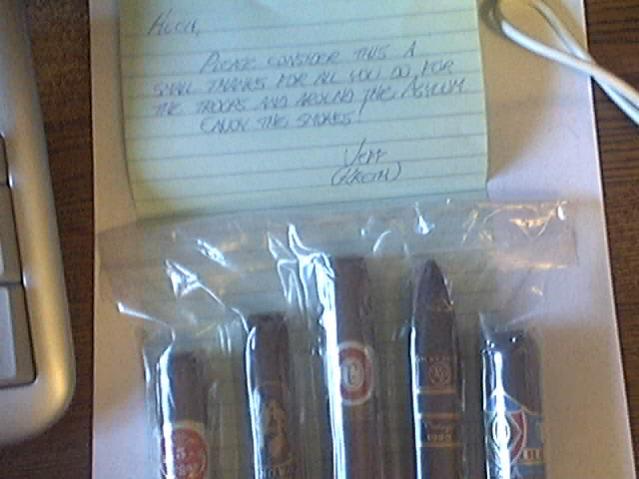 Please consider this a
small thanks for all you do for
the troops and around the Asylum
Enjoy the smokes!
Jeff
Vintage